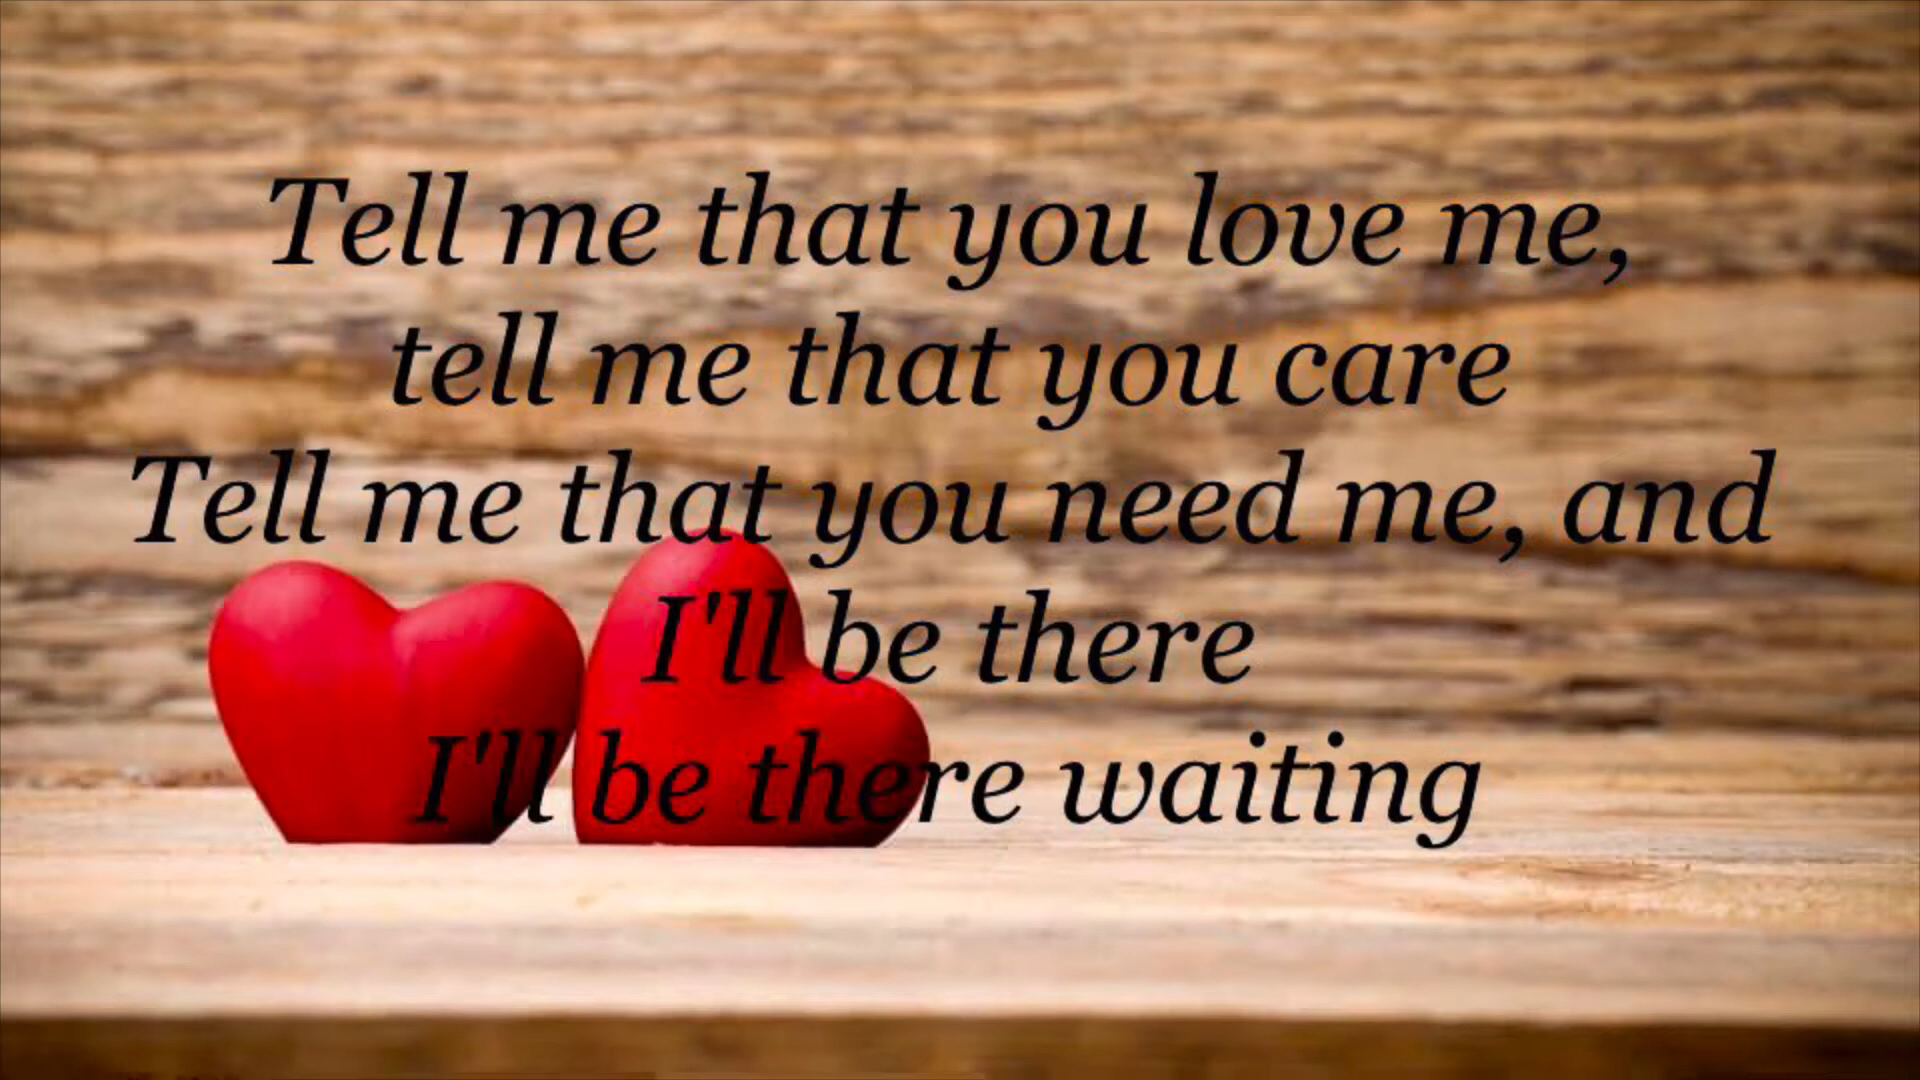 Tell me that you love me,
tell me that you care
Tell me that you need me, and
I'll be there
I'll be there waiting